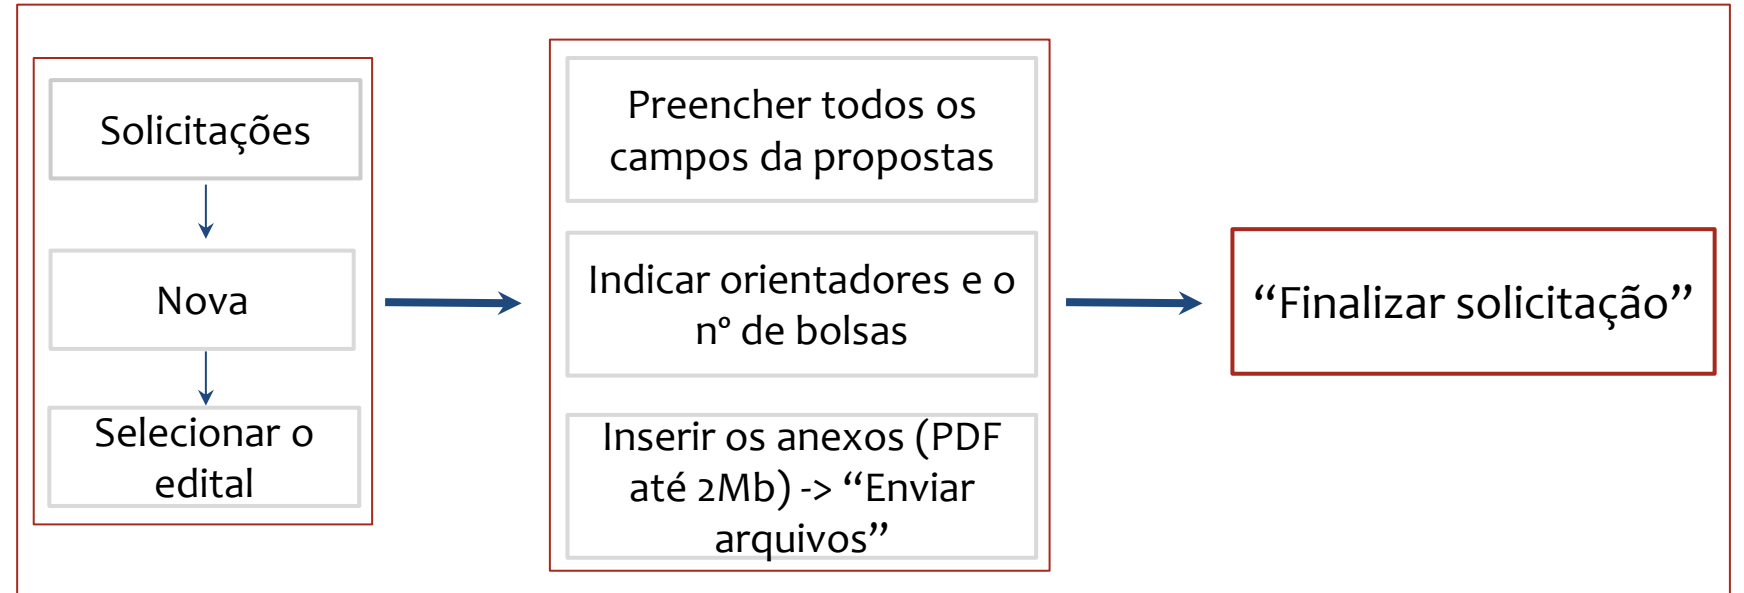 Solicitações
Nova
Selecionar o
edital
Preencher todos os
campos da propostas
Indicar orientadores e o
nº de bolsas
Inserir os anexos (PDF
até 2Mb) -> “Enviar
arquivos”
“Finalizar solicitação”